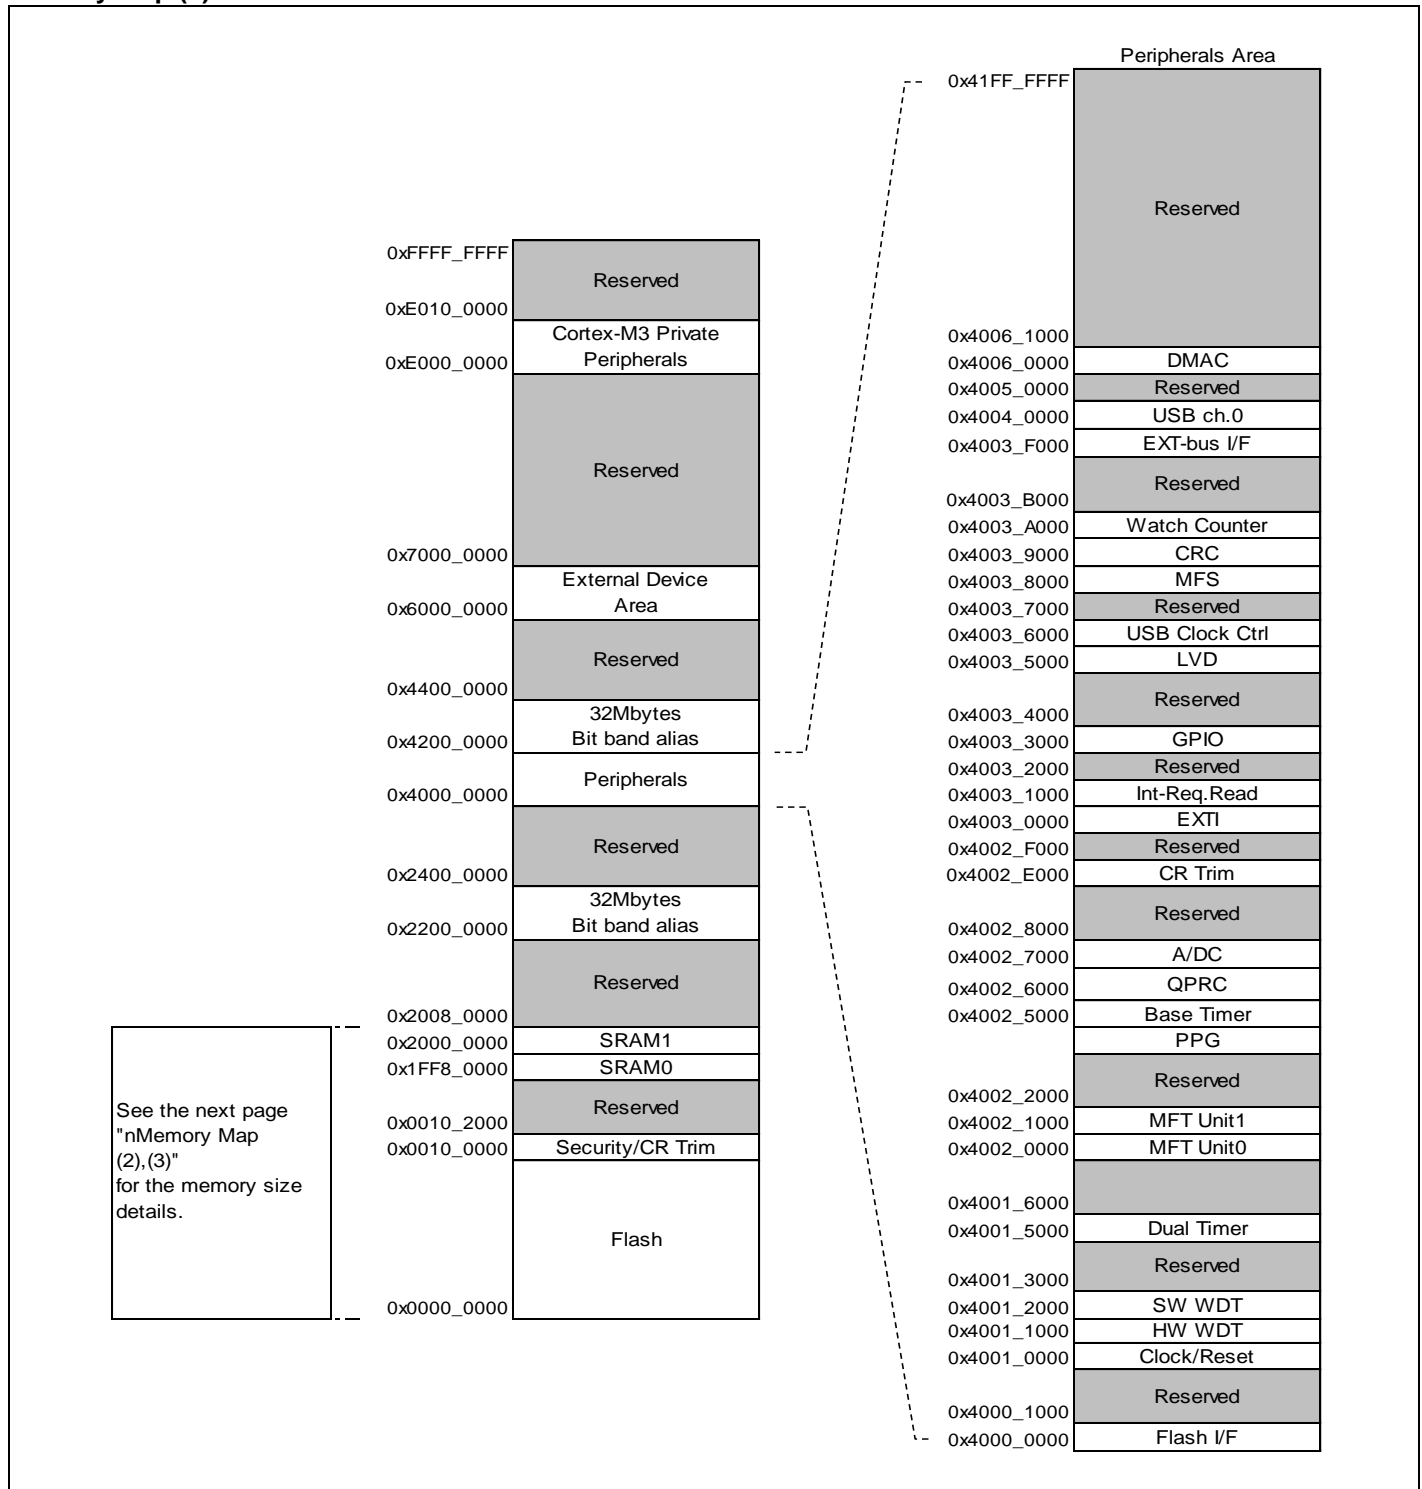 Peripherals Area
0x41FF_FFFF
Reserved
0x4006_1000
0x4006_0000 DMAC
0x4005_0000 Reserved
0x4004_0000 USB ch.0
0x4003_F000 EXT-bus I/F
Reserved
0x4003_B000
0x4003_A000 Watch Counter
0x4003_9000 CRC
0x4003_8000 MFS
0x4003_7000 Reserved
0x4003_6000 USB Clock Ctrl
0x4003_5000 LVD
Reserved
0x4003_4000
0x4003_3000 GPIO
0x4003_2000 Reserved
0x4003_1000 Int-Req.Read
0x4003_0000 EXTI
0x4002_F000 Reserved
0x4002_E000 CR Trim
Reserved
0x4002_8000
0x4002_7000 A/DC
0x4002_6000 QPRC
0x4002_5000 Base Timer
PPG
Reserved
0x4002_2000
0x4002_1000 MFT Unit1
0x4002_0000 MFT Unit0
0x4001_6000
0x4001_5000 Dual Timer
Reserved
0x4001_3000
0x4001_2000 SW WDT
0x4001_1000 HW WDT
0x4001_0000 Clock/Reset
Reserved
0x4000_1000
0x4000_0000 Flash I/F
0xFFFF_FFFF
Reserved
0xE010_0000
Cortex-M3 Private
0xE000_0000 Peripherals
Reserved
0x7000_0000
External Device
0x6000_0000 Area
Reserved
0x4400_0000
32Mbytes
0x4200_0000 Bit band alias
Peripherals
0x4000_0000
Reserved
0x2400_0000
32Mbytes
0x2200_0000 Bit band alias
Reserved
0x2008_0000
0x2000_0000 SRAM1
0x1FF8_0000 SRAM0
Reserved
0x0010_2000
0x0010_0000 Security/CR Trim
Flash
0x0000_0000
See the next page
"nMemory Map
(2),(3)"
for the memory size
details.